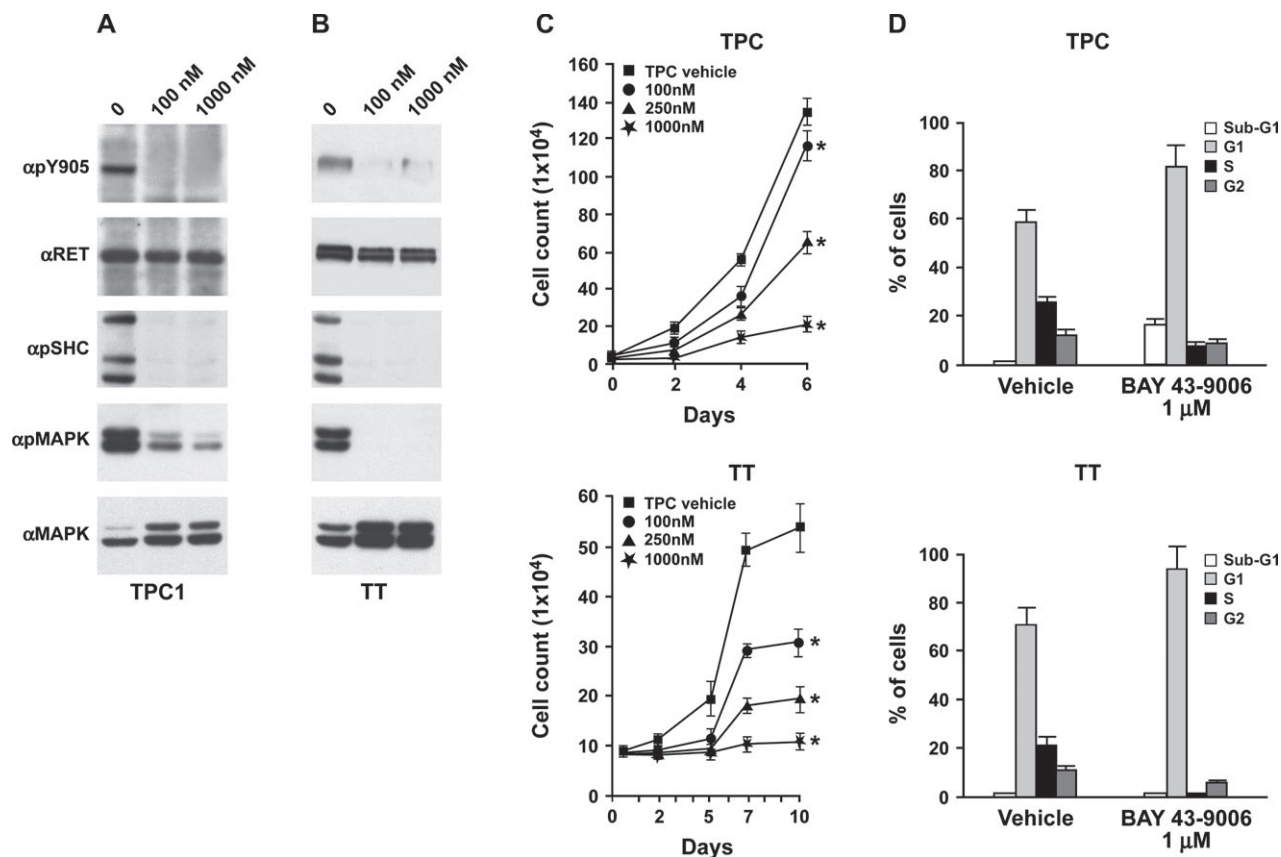 A
0
100 nM
1000 nM
αpY905
αRET
αpSHC
αpMAPK
αMAPK
TPC1
B
0
100 nM
1000 nM
TT
C
TPC
TPC vehicle
100nM
250nM
1000nM
Cell count (1x10⁴)
160
140
120
100
80
60
40
20
0
*
*
*
0 2 4 6
Days
TT
TPC vehicle
100nM
250nM
1000nM
Cell count (1x10⁴)
60
50
40
30
20
10
0
*
*
*
0 2 5 7 10
Days
D
TPC
Sub-G1
G1
S
G2
% of cells
100
80
60
40
20
0
Vehicle BAY 43-9006
1 μM
TT
Sub-G1
G1
S
G2
% of cells
100
80
60
40
20
0
Vehicle BAY 43-9006
1 μM